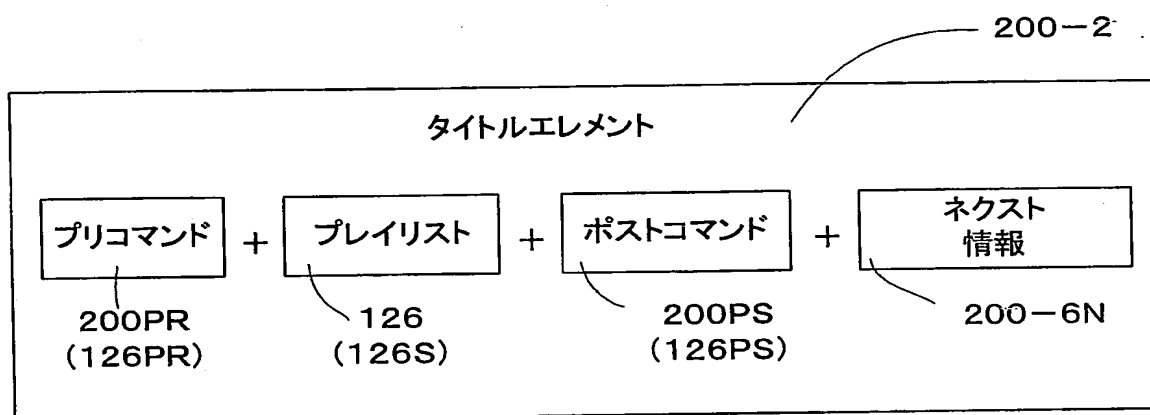 200－2
タイトルエレメント
プリコマンド + プレイリスト + ポストコマンド + ネクスト
情報
200PR 126 200PS 200－6N
(126PR) (126S) (126PS)